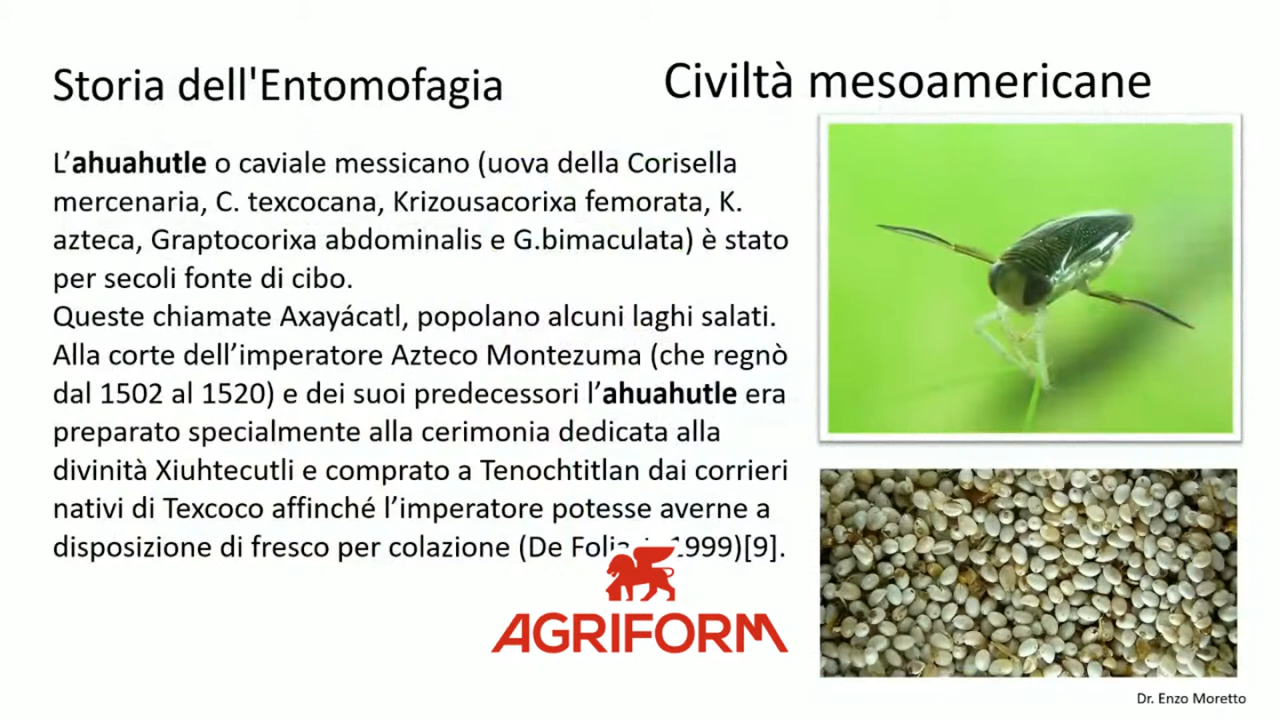 Storia dell'Entomofagia
Civiltà mesoamericane
L’ahuahutle o caviale messicano (uova della Corisella
mercenaria, C. texcocana, Krizousacorixa femorata, K.
azteca, Graptocorixa abdominalis e G.bimaculata) è stato
per secoli fonte di cibo.
Queste chiamate Axayácatl, popolano alcuni laghi salati.
Alla corte dell’imperatore Azteco Montezuma (che regnò
dal 1502 al 1520) e dei suoi predecessori l’ahuahutle era
preparato specialmente alla cerimonia dedicata alla
divinità Xiuhtecutli e comprato a Tenochtitlan dai corrieri
nativi di Texcoco affinché l’imperatore potesse averne a
disposizione di fresco per colazione (De 1999)[9].
AGRIFORM
Dr. Enzo Moretto